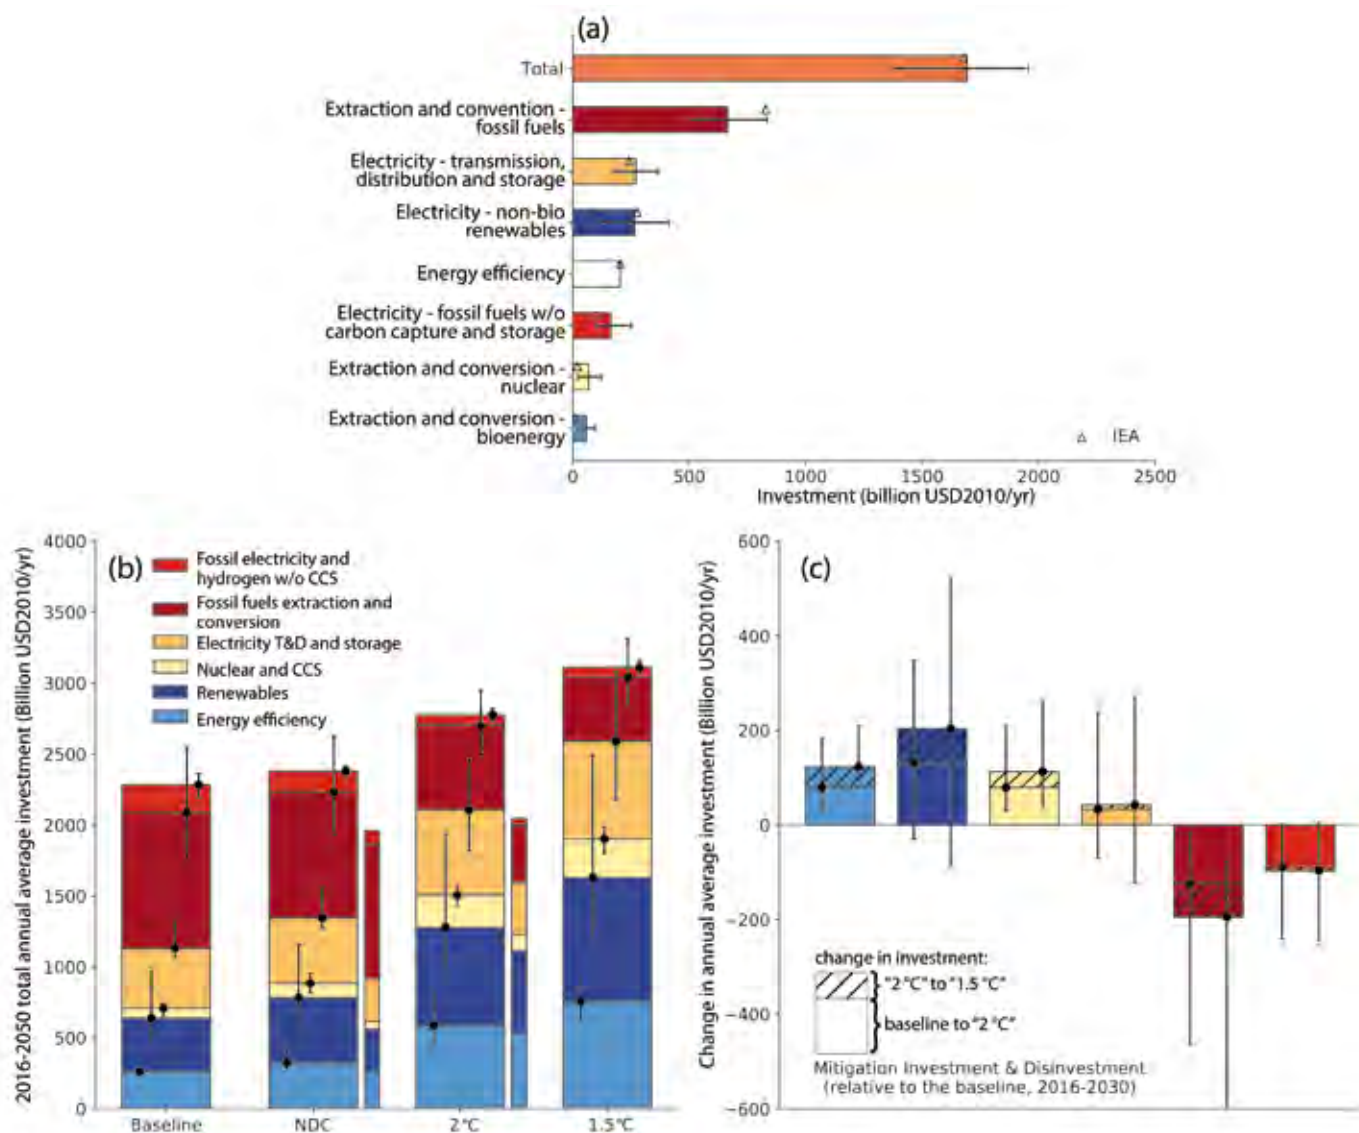 (a)
Total
Extraction and convention -
fossil fuels
Electricity - transmission,
distribution and storage
Electricity - non-bio
renewables
Energy efficiency
Electricity - fossil fuels w/o
carbon capture and storage
Extraction and conversion -
nuclear
Extraction and conversion -
bioenergy
IEA
0 500 1000 1500 2000 2500
Investment (billion USD2010/yr)
(b)
2016-2050 total annual average investment (Billion USD2010/yr)
4000
3500
3000
2500
2000
1500
1000
500
0
Fossil electricity and
hydrogen w/o CCS
Fossil fuels extraction and
conversion
Electricity T&D and storage
Nuclear and CCS
Renewables
Energy efficiency
Baseline NDC 2°C 1.5°C
(c)
Change in annual average investment (Billion USD2010/yr)
600
400
200
0
−200
−400
−600
change in investment:
"2 °C" to "1.5 °C"
baseline to "2 °C"
Mitigation Investment & Disinvestment
(relative to the baseline, 2016-2030)